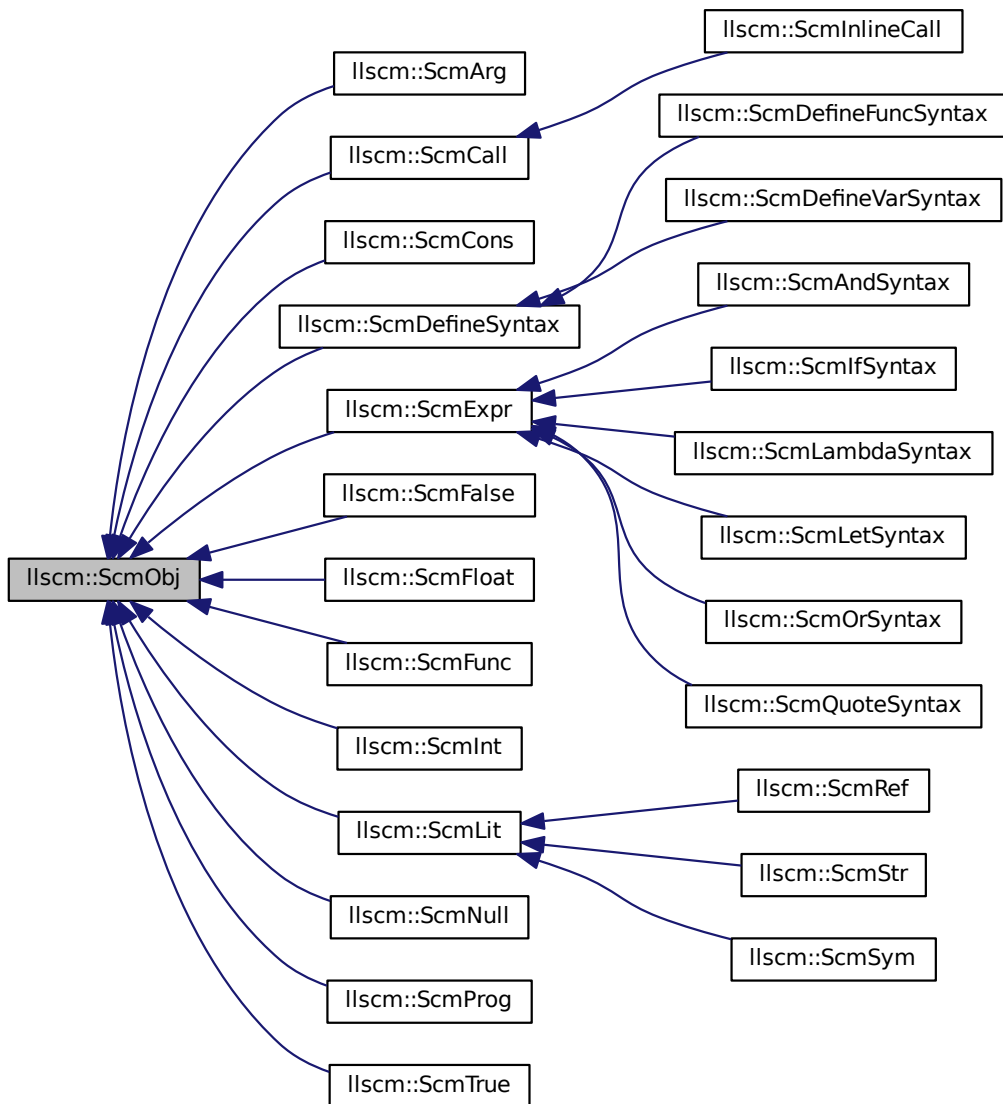 llscm::ScmObj
llscm::ScmArg
llscm::ScmCall
llscm::ScmCons
llscm::ScmDefineSyntax
llscm::ScmExpr
llscm::ScmFalse
llscm::ScmFloat
llscm::ScmFunc
llscm::ScmInt
llscm::ScmLit
llscm::ScmNull
llscm::ScmProg
llscm::ScmTrue
llscm::ScmInlineCall
llscm::ScmDefineFuncSyntax
llscm::ScmDefineVarSyntax
llscm::ScmAndSyntax
llscm::ScmIfSyntax
llscm::ScmLambdaSyntax
llscm::ScmLetSyntax
llscm::ScmOrSyntax
llscm::ScmQuoteSyntax
llscm::ScmRef
llscm::ScmStr
llscm::ScmSym